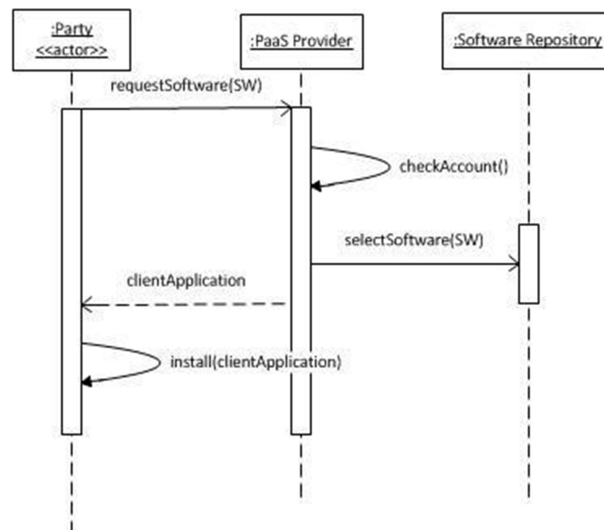 :Party
<<actor>>
:PaaS Provider
:Software Repository
requestSoftware(SW)
checkAccount()
selectSoftware(SW)
clientApplication
install(clientApplication)